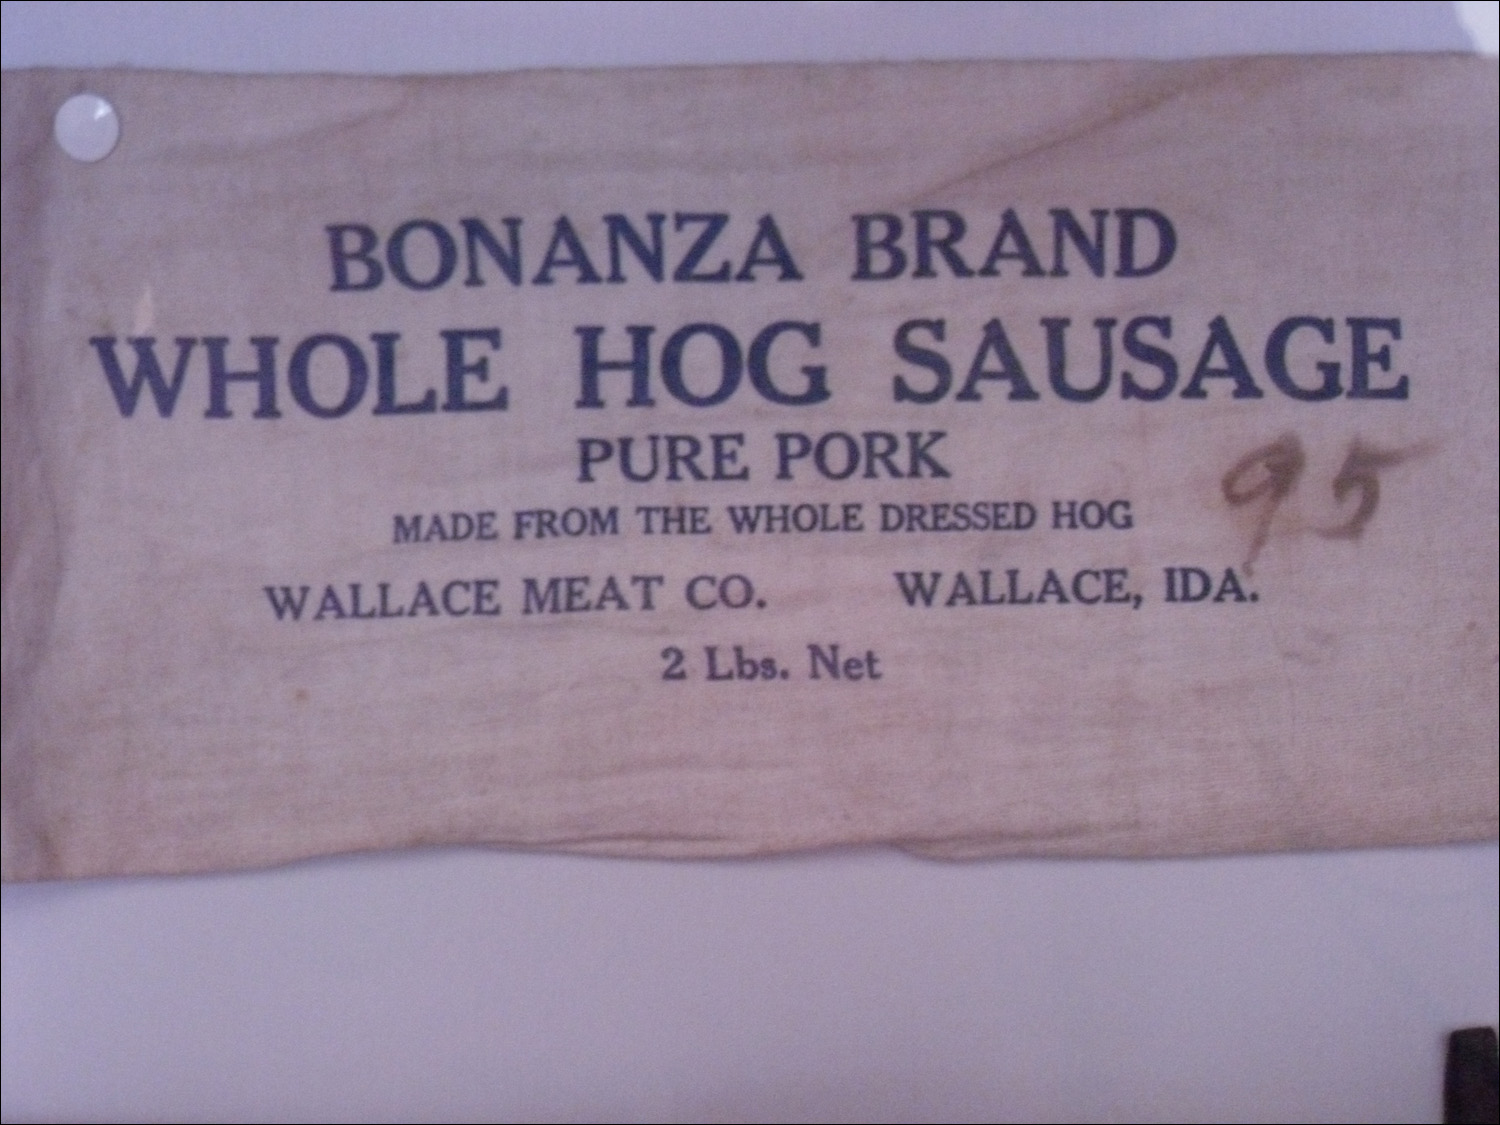 BONANZA BRAND
WHOLE HOG SAUSAGE
PURE PORK
95
MADE FROM THE WHOLE DRESSED HOG
WALLACE MEAT CO. WALLACE, IDA.
2 Lbs. Net